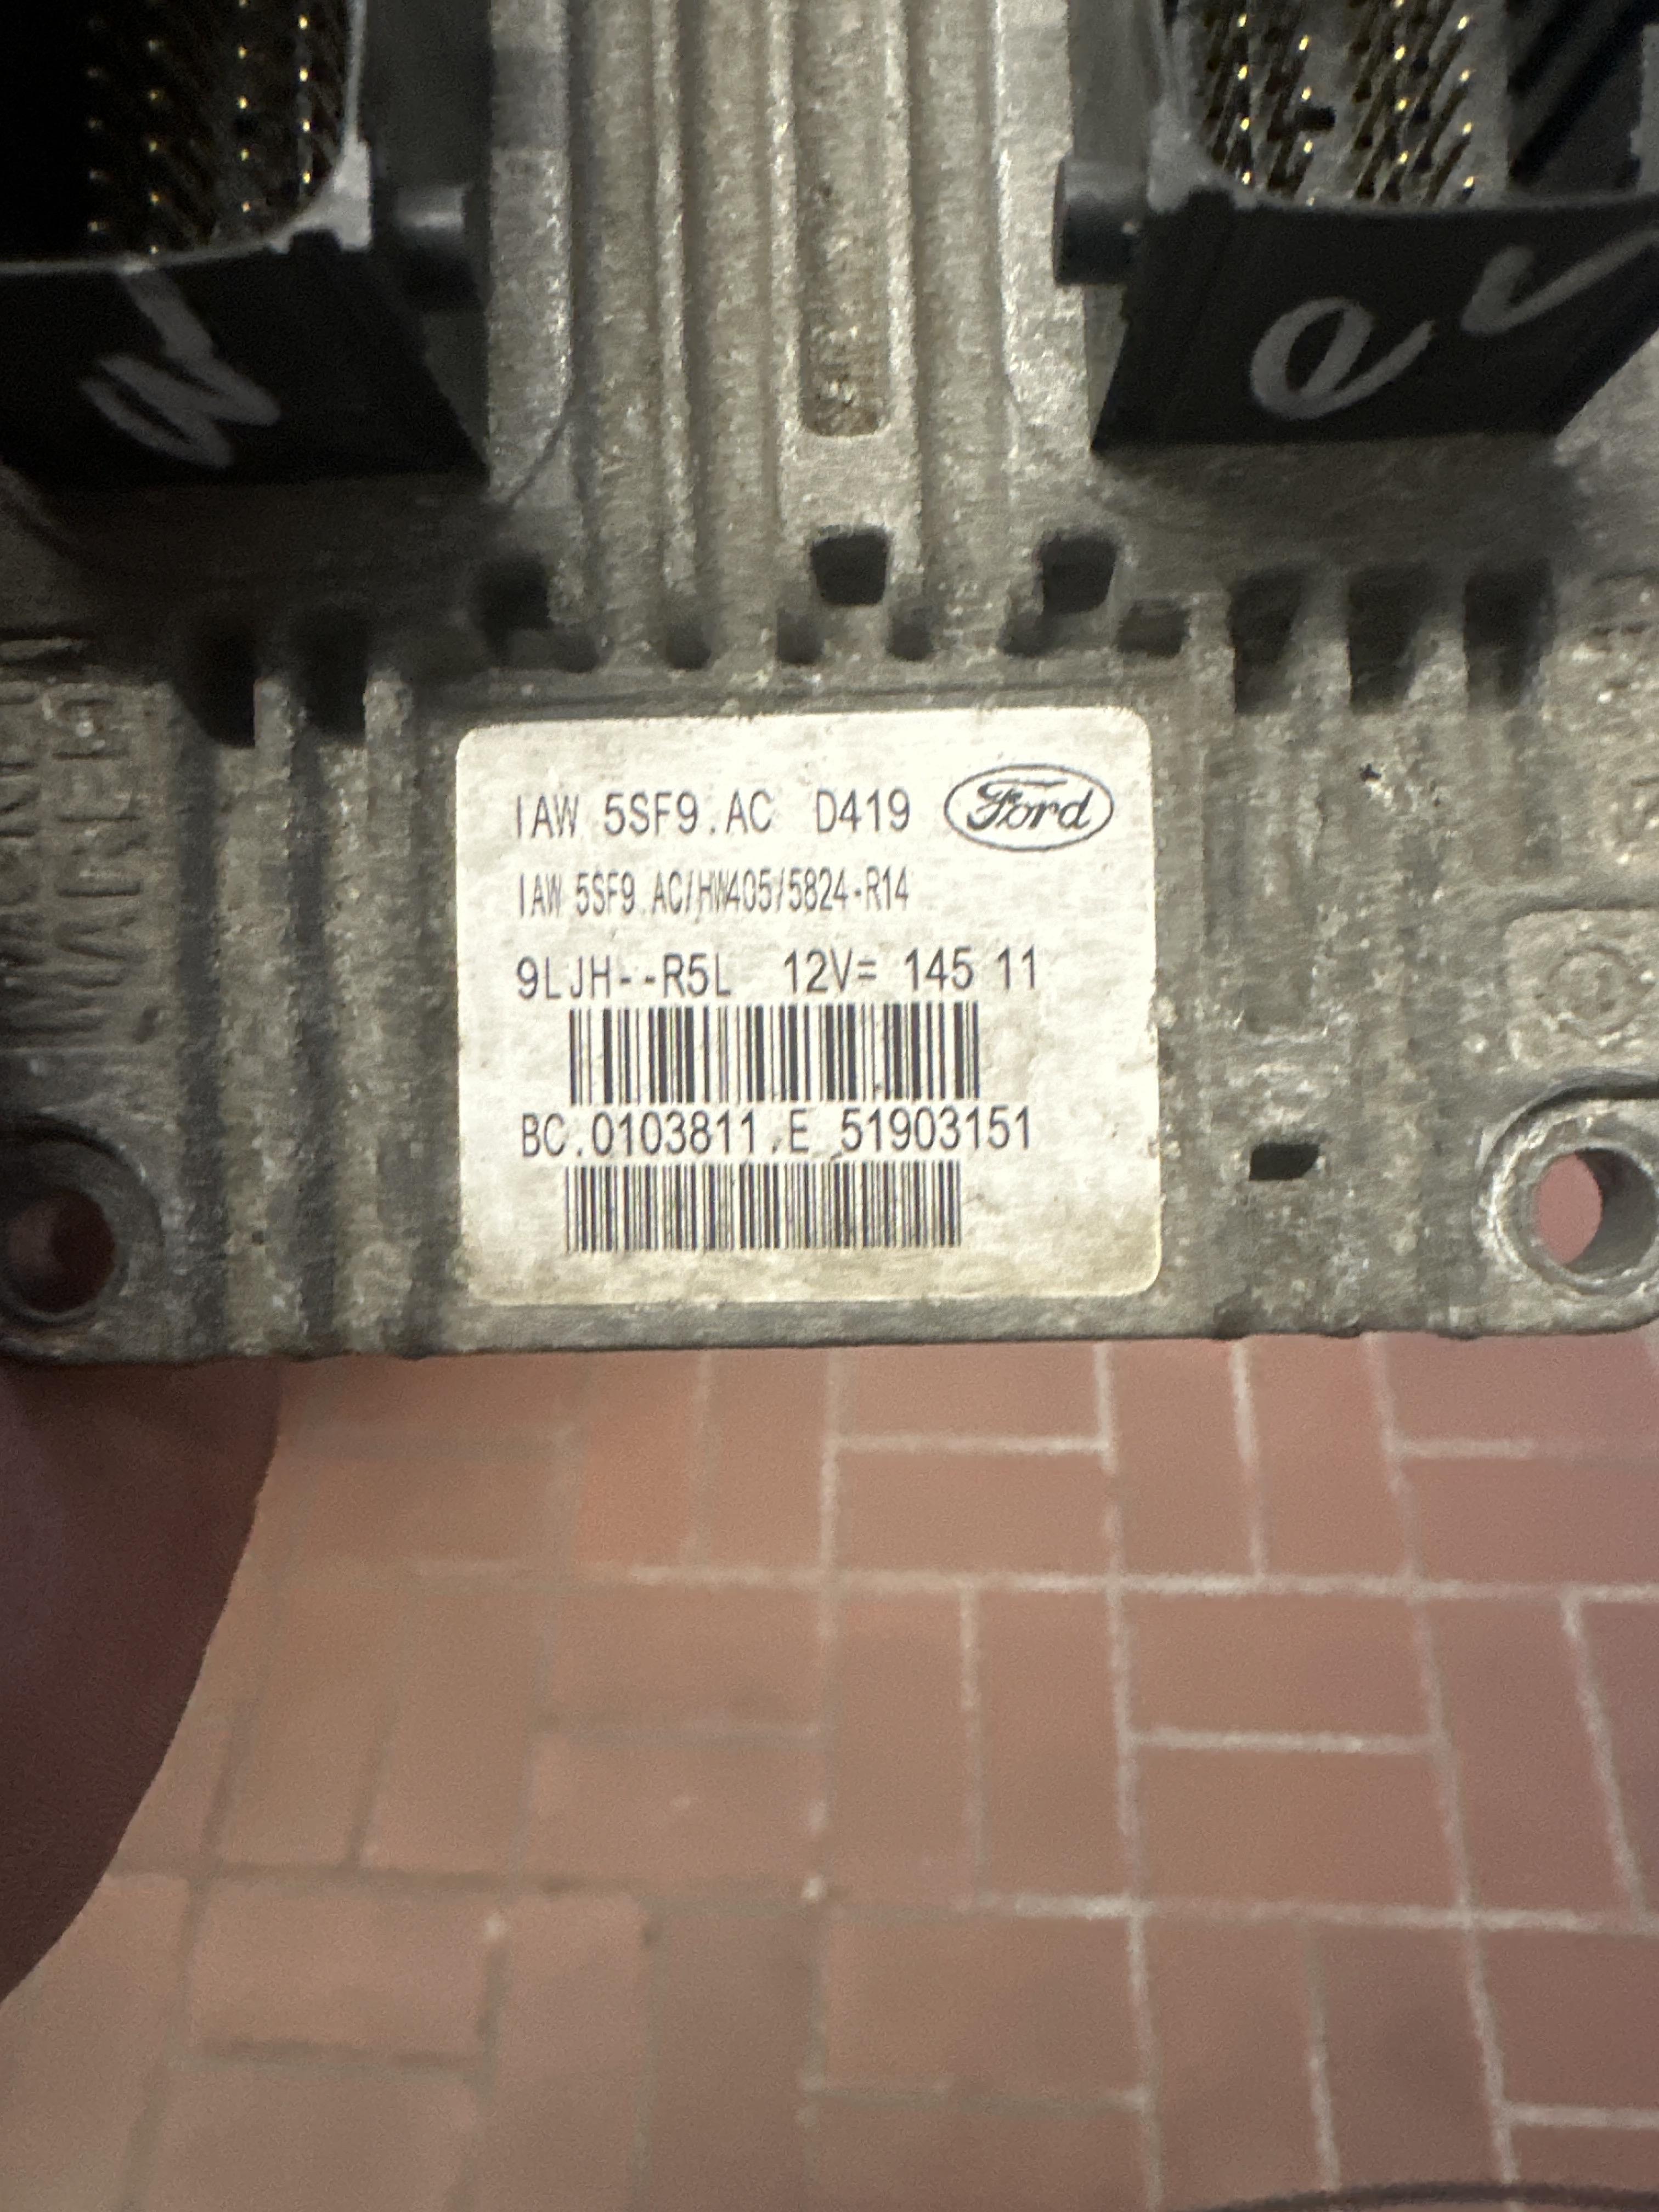 IAW 5SF9.AC D419 Ford
IAW 5SF9.AC/HW405/5824-R14
9LJH--R5L 12V= 145 11
BC.0103811.E 51903151